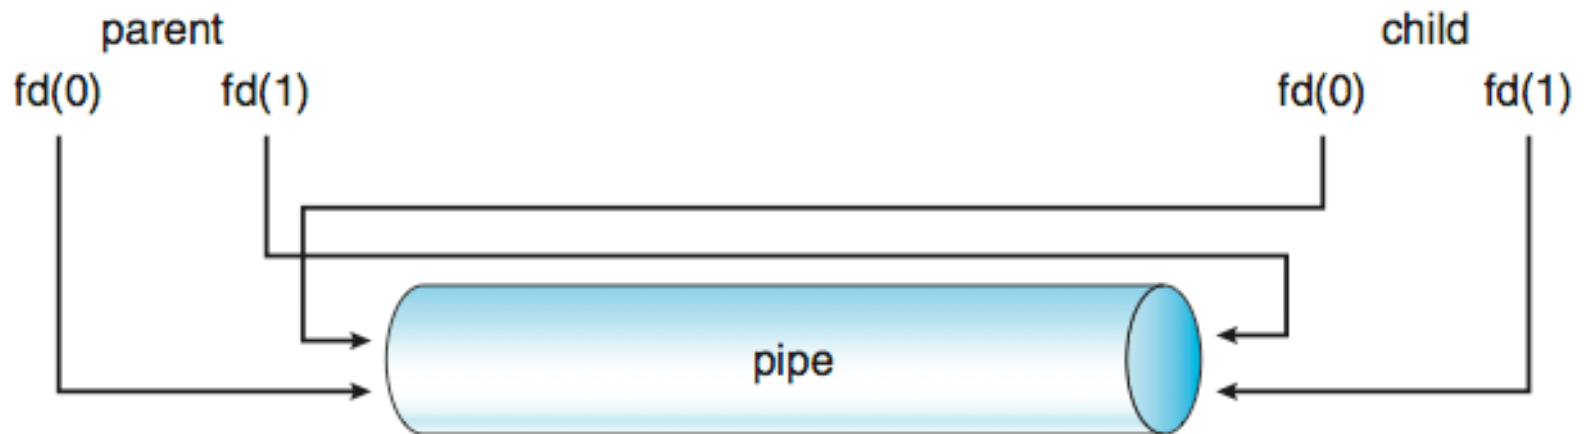 parent child
fd(0) fd(1) fd(0) fd(1)
pipe